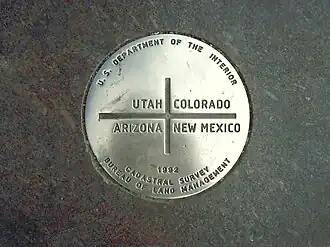 U. S. DEPARTMENT OF THE INTERIOR
UTAH COLORADO
ARIZONA NEW MEXICO
1992
CADASTRAL SURVEY
BUREAU OF LAND MANAGEMENT